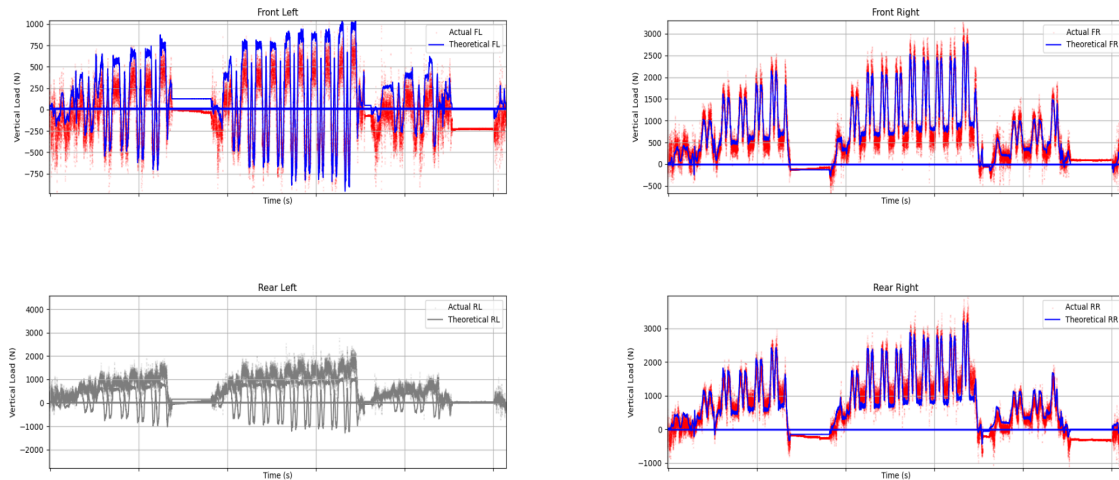 Front Left
1000
750
500
250
0
−250
−500
−750
Vertical Load (N)
Time (s)
Actual FL
Theoretical FL
Front Right
3000
2500
2000
1500
1000
500
0
−500
Vertical Load (N)
Time (s)
Actual FR
Theoretical FR
Rear Left
4000
3000
2000
1000
0
−1000
−2000
Vertical Load (N)
Time (s)
Actual RL
Theoretical RL
Rear Right
3000
2000
1000
0
−1000
Vertical Load (N)
Time (s)
Actual RR
Theoretical RR